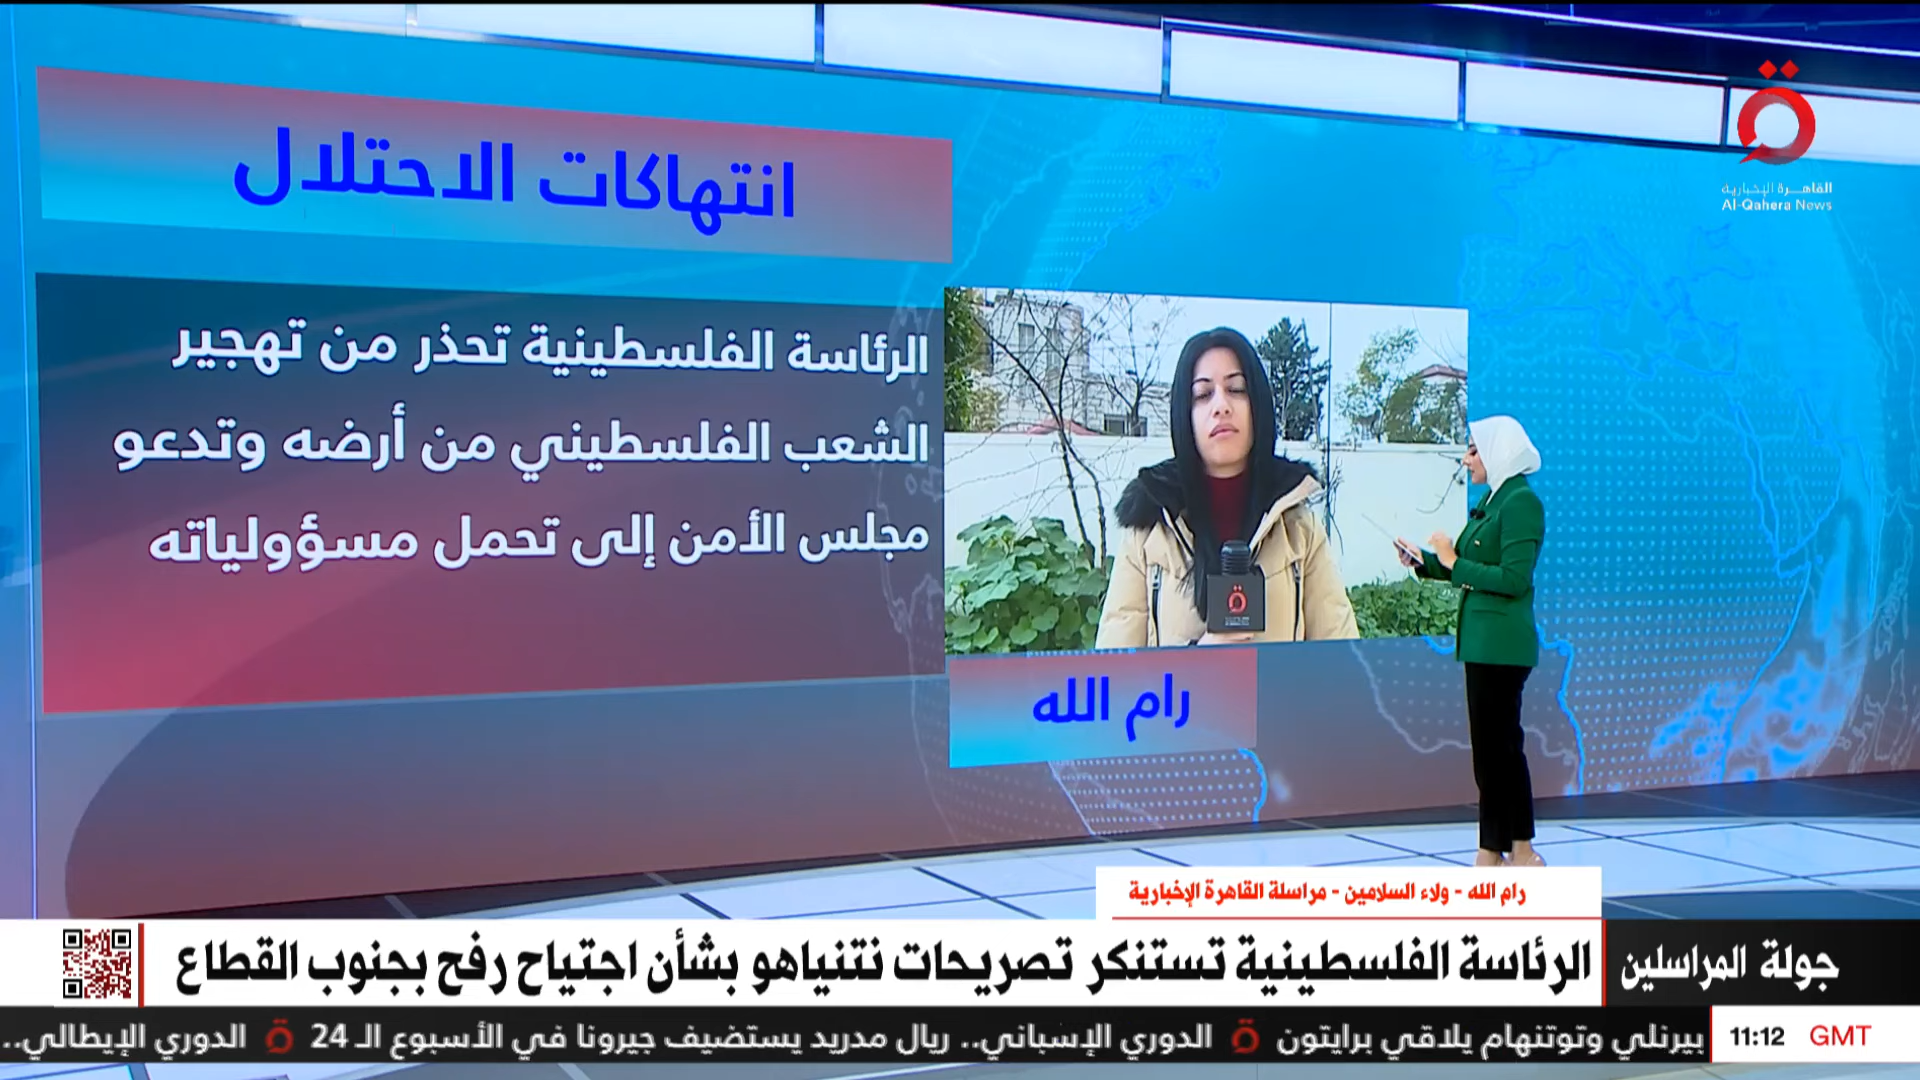 القاهرة الإخبارية
Al-Qahera News
انتهاكات الاحتلال
الرئاسة الفلسطينية تحذر من تهجير
الشعب الفلسطيني من أرضه وتدعو
مجلس الأمن إلى تحمل مسؤولياته
رام الله
رام الله - ولاء السلامين - مراسلة القاهرة الإخبارية
جولة المراسلين
الرئاسة الفلسطينية تستنكر تصريحات نتنياهو بشأن اجتياح رفح بجنوب القطاع
11:12 GMT
بيرنلي وتوتنهام يلاقي برايتون
الدوري الإسباني.. ريال مدريد يستضيف جيرونا في الأسبوع الـ 24
الدوري الإيطالي..